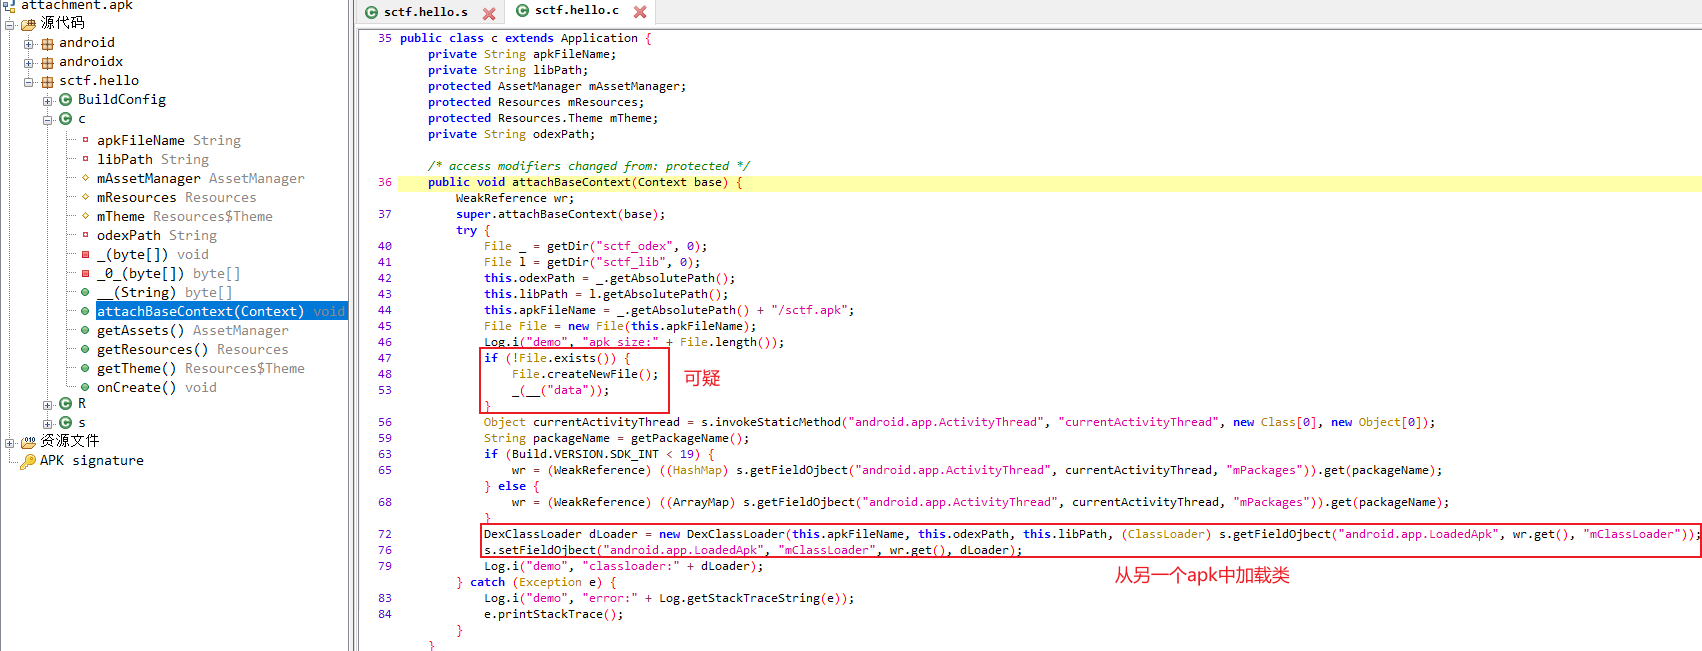 attachment.apk
源代码
android
androidx
sctf.hello
BuildConfig
c
apkFileName String
libPath String
mAssetManager AssetManager
mResources Resources
mTheme Resources$Theme
odexPath String
_(byte[]) void
_0_(byte[]) byte[]
__(String) byte[]
attachBaseContext(Context) void
getAssets() AssetManager
getResources() Resources
getTheme() Resources$Theme
onCreate() void
R
s
资源文件
APK signature
sctf.hello.s
sctf.hello.c
35 public class c extends Application {
private String apkFileName;
private String libPath;
protected AssetManager mAssetManager;
protected Resources mResources;
protected Resources.Theme mTheme;
private String odexPath;
/* access modifiers changed from: protected */
36 public void attachBaseContext(Context base) {
WeakReference wr;
37 super.attachBaseContext(base);
try {
40 File _ = getDir("sctf_odex", 0);
41 File l = getDir("sctf_lib", 0);
42 this.odexPath = _.getAbsolutePath();
43 this.libPath = l.getAbsolutePath();
44 this.apkFileName = _.getAbsolutePath() + "/sctf.apk";
45 File File = new File(this.apkFileName);
46 Log.i("demo", "apk size:" + File.length());
47 if (!File.exists()) {
48 File.createNewFile();
53 _(__("data"));
}
可疑
56 Object currentActivityThread = s.invokeStaticMethod("android.app.ActivityThread", "currentActivityThread", new Class[0], new Object[0]);
59 String packageName = getPackageName();
63 if (Build.VERSION.SDK_INT < 19) {
65 wr = (WeakReference) ((HashMap) s.getFieldOjbect("android.app.ActivityThread", currentActivityThread, "mPackages")).get(packageName);
} else {
68 wr = (WeakReference) ((ArrayMap) s.getFieldOjbect("android.app.ActivityThread", currentActivityThread, "mPackages")).get(packageName);
}
72 DexClassLoader dLoader = new DexClassLoader(this.apkFileName, this.odexPath, this.libPath, (ClassLoader) s.getFieldOjbect("android.app.LoadedApk", wr.get(), "mClassLoader"));
76 s.setFieldOjbect("android.app.LoadedApk", "mClassLoader", wr.get(), dLoader);
79 Log.i("demo", "classloader:" + dLoader);
从另一个apk中加载类
} catch (Exception e) {
83 Log.i("demo", "error:" + Log.getStackTraceString(e));
84 e.printStackTrace();
}
}